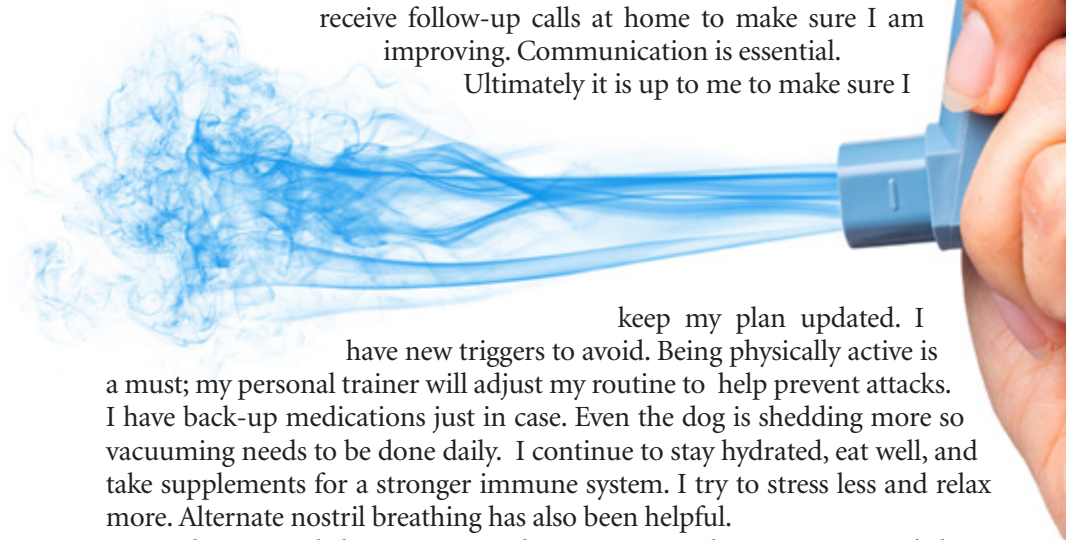 receive follow-up calls at home to make sure I am
improving. Communication is essential.
Ultimately it is up to me to make sure I
keep my plan updated. I
have new triggers to avoid. Being physically active is
a must; my personal trainer will adjust my routine to help prevent attacks.
I have back-up medications just in case. Even the dog is shedding more so
vacuuming needs to be done daily. I continue to stay hydrated, eat well, and
take supplements for a stronger immune system. I try to stress less and relax
more. Alternate nostril breathing has also been helpful.